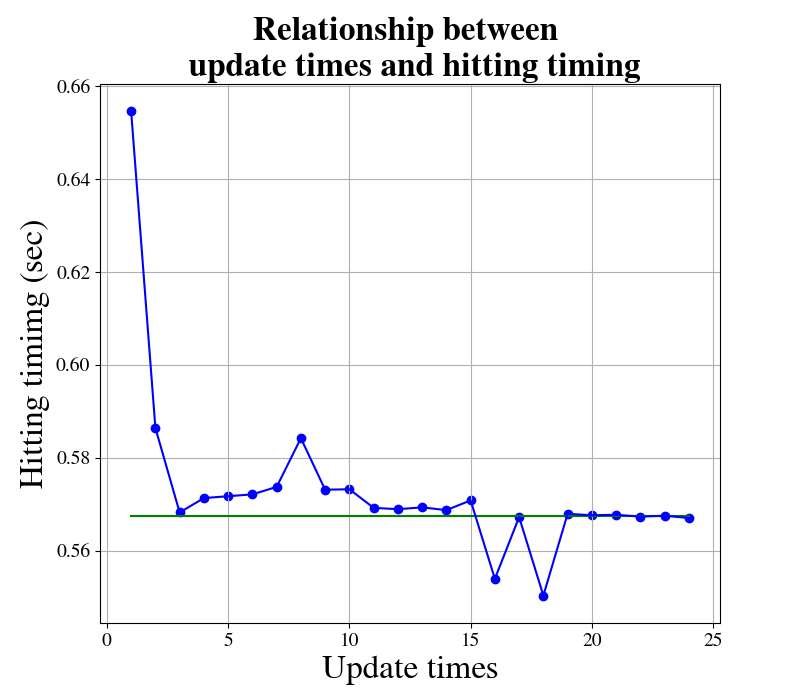 Relationship between
update times and hitting timing
0.66
0.64
0.62
0.60
0.58
0.56
Hitting timimg (sec)
0 5 10 15 20 25
Update times